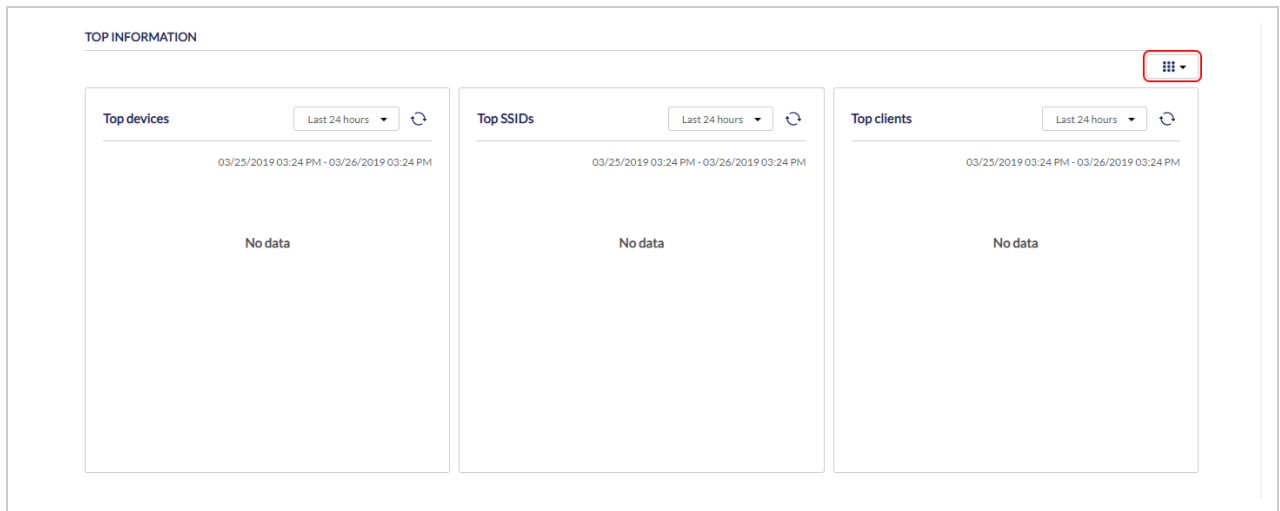 TOP INFORMATION
Top devices
Last 24 hours
03/25/2019 03:24 PM - 03/26/2019 03:24 PM
No data
Top SSIDs
Last 24 hours
03/25/2019 03:24 PM - 03/26/2019 03:24 PM
No data
Top clients
Last 24 hours
03/25/2019 03:24 PM - 03/26/2019 03:24 PM
No data